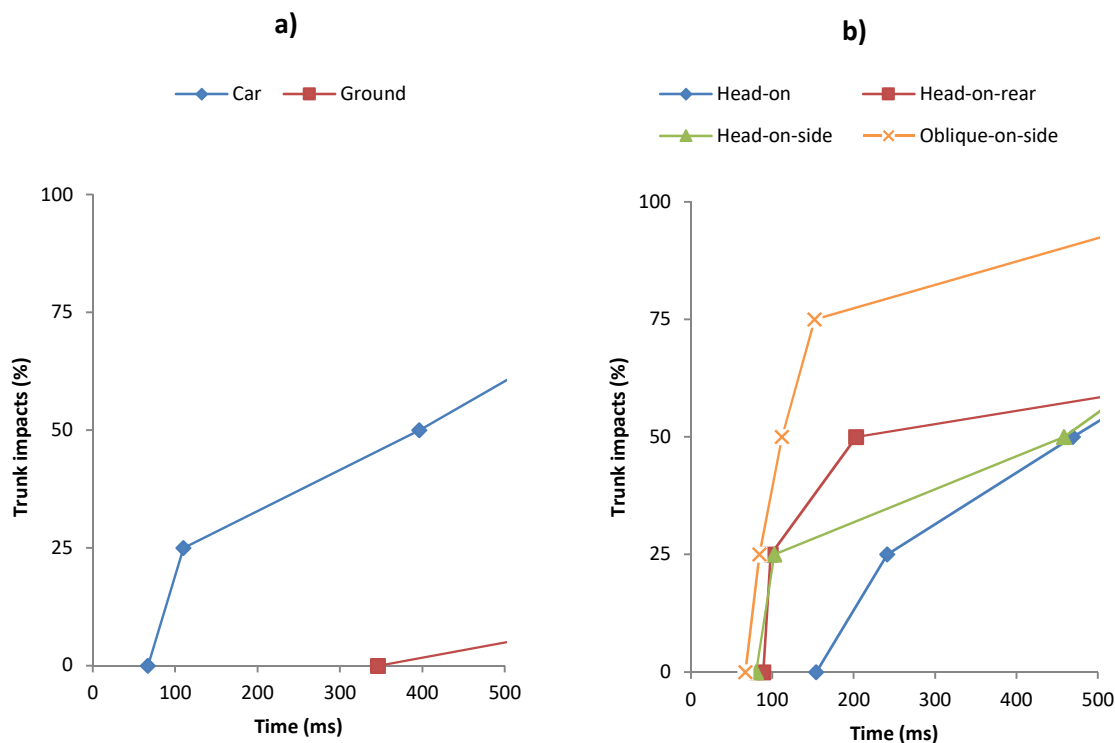 a)
Car Ground
100
75
50
25
0
0 100 200 300 400 500
Trunk impacts (%)
Time (ms)
b)
Head-on Head-on-rear
Head-on-side Oblique-on-side
100
75
50
25
0
0 100 200 300 400 500
Trunk impacts (%)
Time (ms)